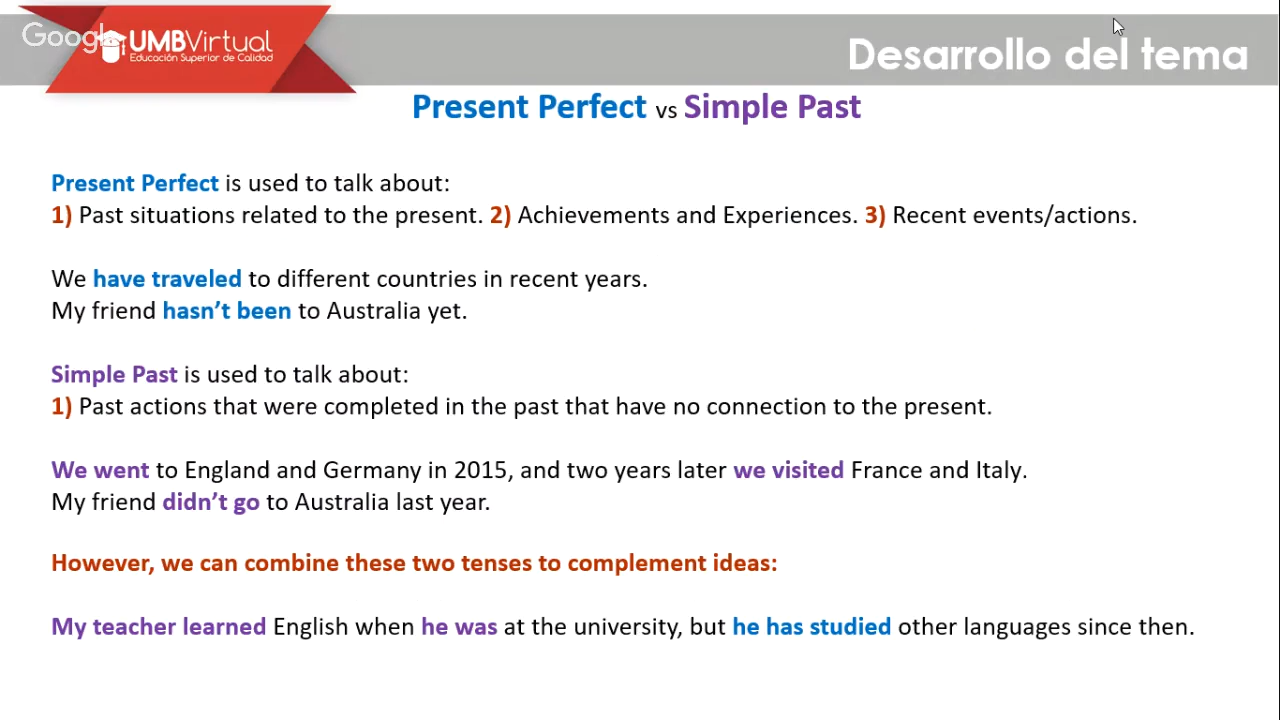 Google
UMBVirtual
Educación Superior de Calidad
Desarrollo del tema
Present Perfect vs Simple Past
Present Perfect is used to talk about:
1) Past situations related to the present. 2) Achievements and Experiences. 3) Recent events/actions.
We have traveled to different countries in recent years.
My friend hasn’t been to Australia yet.
Simple Past is used to talk about:
1) Past actions that were completed in the past that have no connection to the present.
We went to England and Germany in 2015, and two years later we visited France and Italy.
My friend didn’t go to Australia last year.
However, we can combine these two tenses to complement ideas:
My teacher learned English when he was at the university, but he has studied other languages since then.